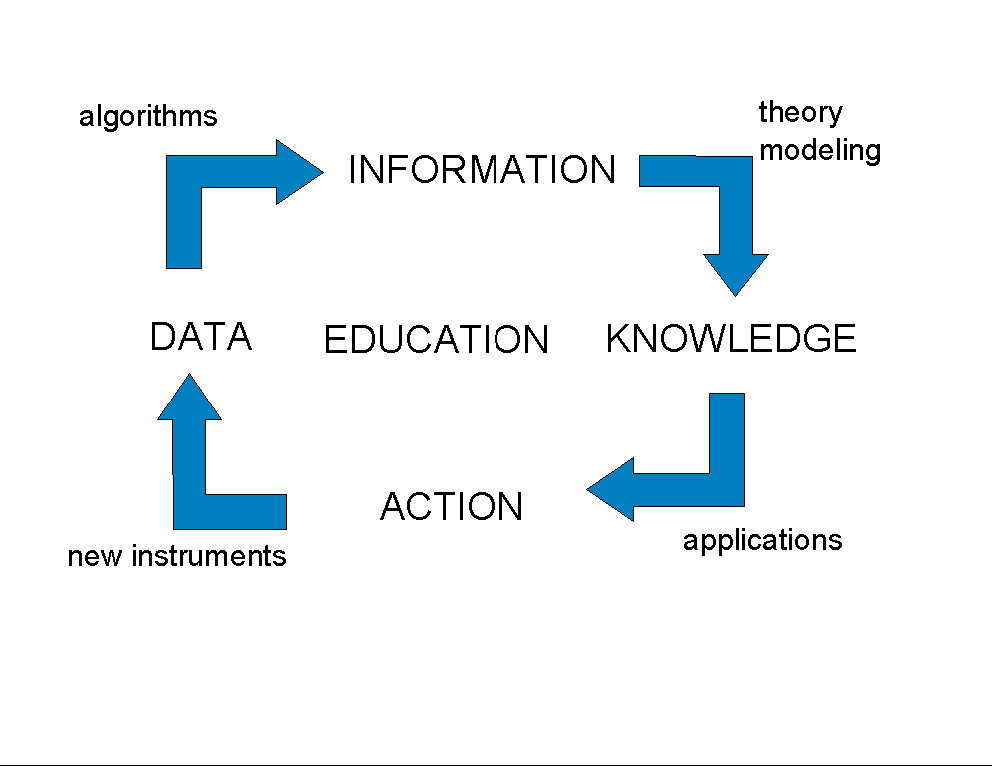 algorithms
theory
modeling
INFORMATION
DATA
EDUCATION
KNOWLEDGE
ACTION
applications
new instruments